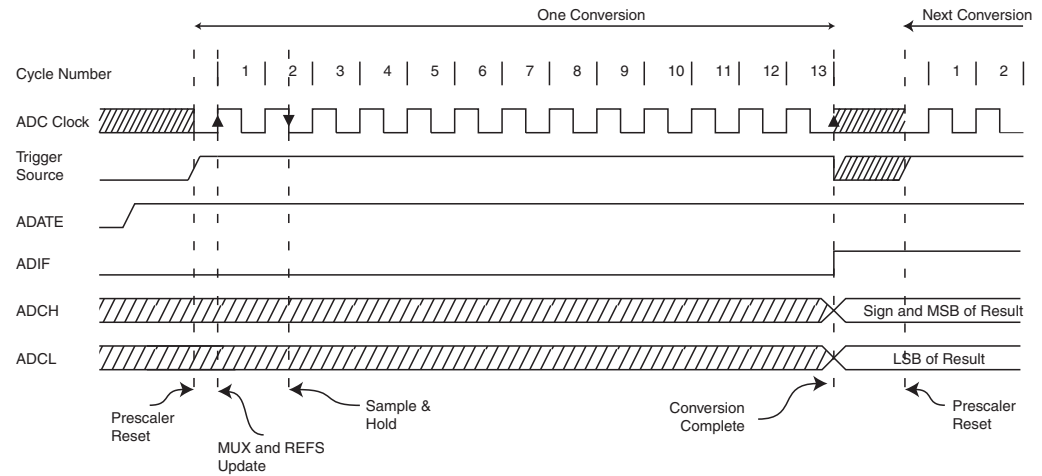 One Conversion
Next Conversion
Cycle Number
1 2 3 4 5 6 7 8 9 10 11 12 13 1 2
ADC Clock
Trigger
Source
ADATE
ADIF
ADCH
Sign and MSB of Result
ADCL
LSB of Result
Prescaler
Reset
MUX and REFS
Update
Sample &
Hold
Conversion
Complete
Prescaler
Reset